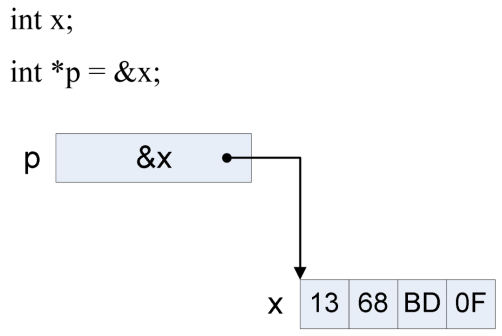 int x;
int *p = &x;
p &x
x 13 68 BD 0F